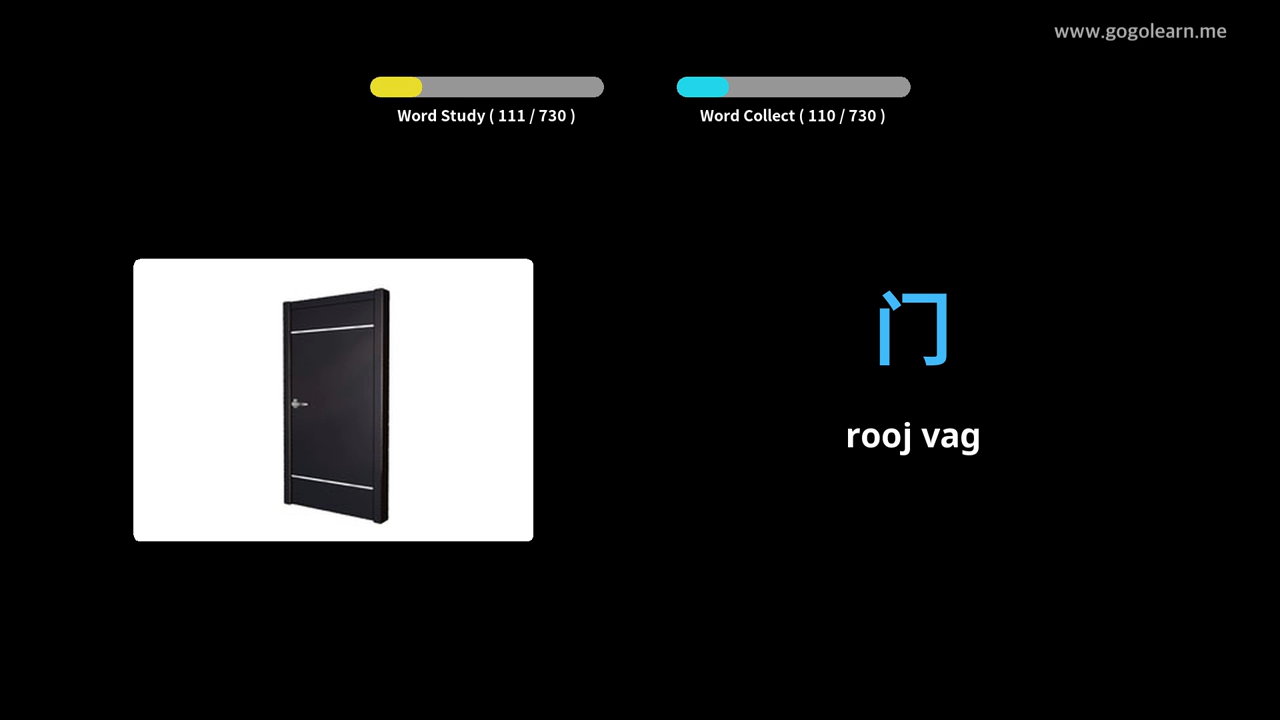 www.gogolearn.me
Word Study ( 111 / 730 )
Word Collect ( 110 / 730 )
门
rooj vag